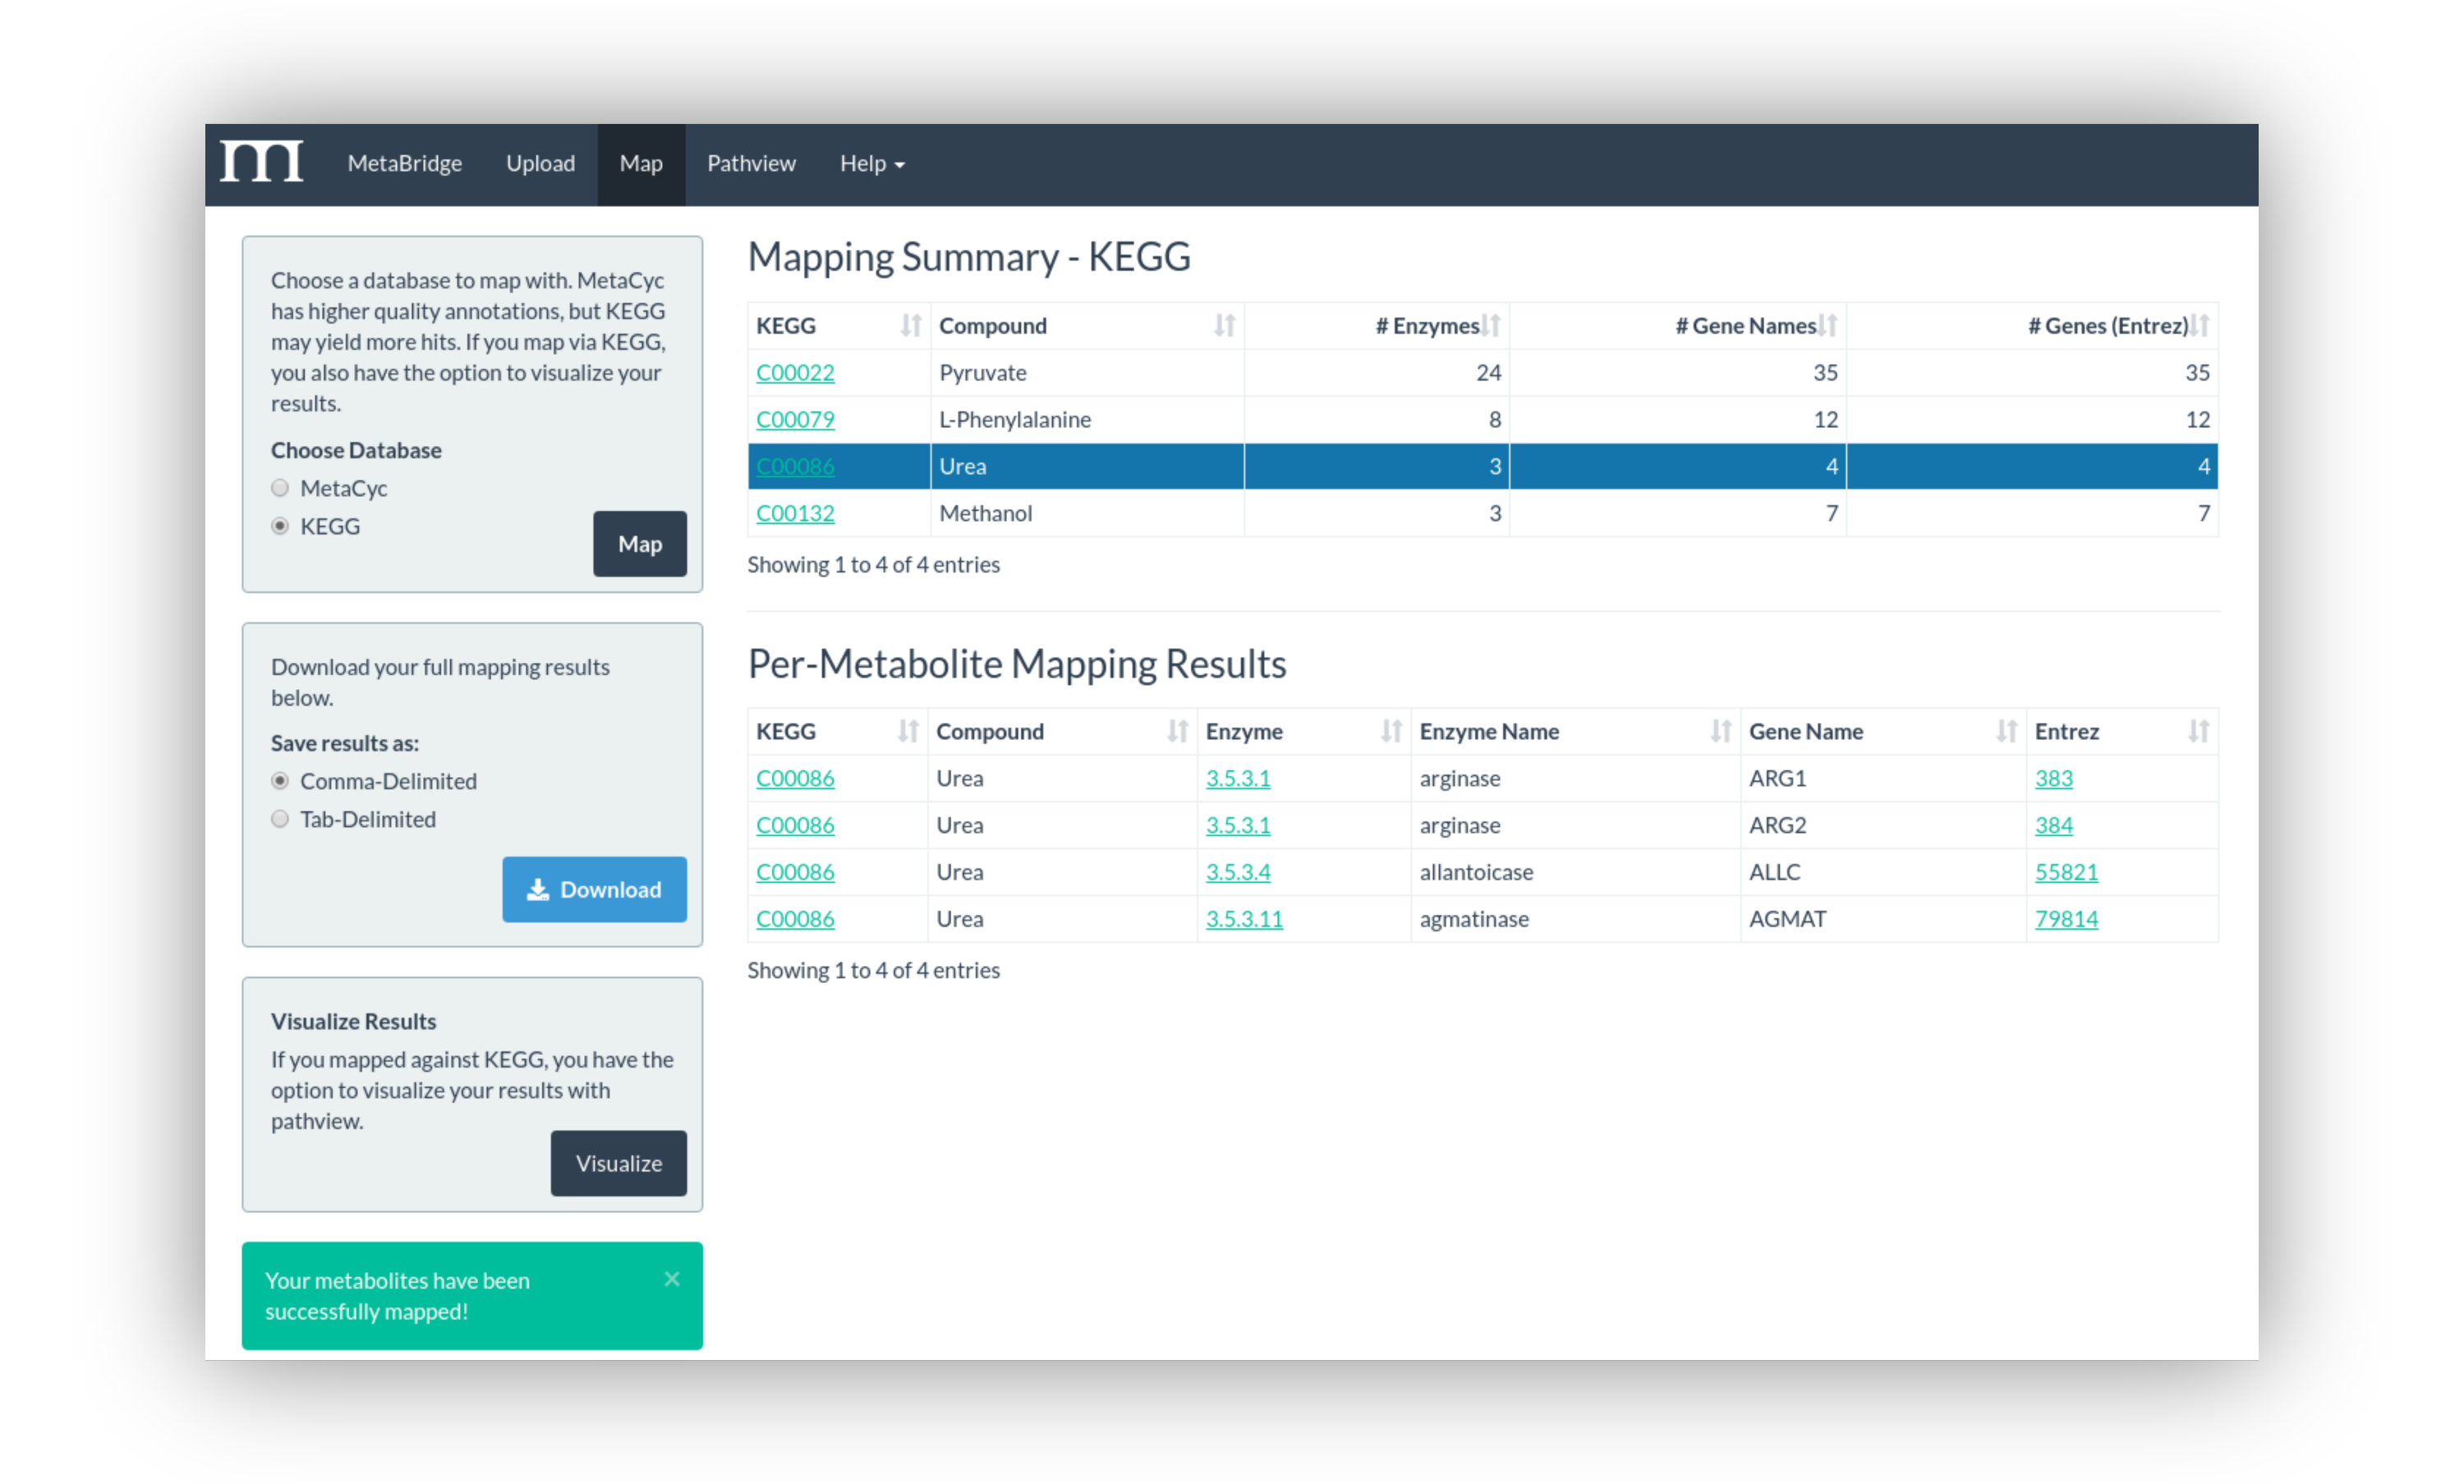 m MetaBridge Upload Map Pathview Help
Choose a database to map with. MetaCyc
has higher quality annotations, but KEGG
may yield more hits. If you map via KEGG,
you also have the option to visualize your
results.
Choose Database
MetaCyc
KEGG
Map
Download your full mapping results
below.
Save results as:
Comma-Delimited
Tab-Delimited
Download
Visualize Results
If you mapped against KEGG, you have the
option to visualize your results with
pathview.
Visualize
Your metabolites have been
successfully mapped!
×
Mapping Summary - KEGG
KEGG Compound # Enzymes # Gene Names # Genes (Entrez)
C00022 Pyruvate 24 35 35
C00079 L-Phenylalanine 8 12 12
C00086 Urea 3 4 4
C00132 Methanol 3 7 7
Showing 1 to 4 of 4 entries
Per-Metabolite Mapping Results
KEGG Compound Enzyme Enzyme Name Gene Name Entrez
C00086 Urea 3.5.3.1 arginase ARG1 383
C00086 Urea 3.5.3.1 arginase ARG2 384
C00086 Urea 3.5.3.4 allantoicase ALLC 55821
C00086 Urea 3.5.3.11 agmatinase AGMAT 79814
Showing 1 to 4 of 4 entries